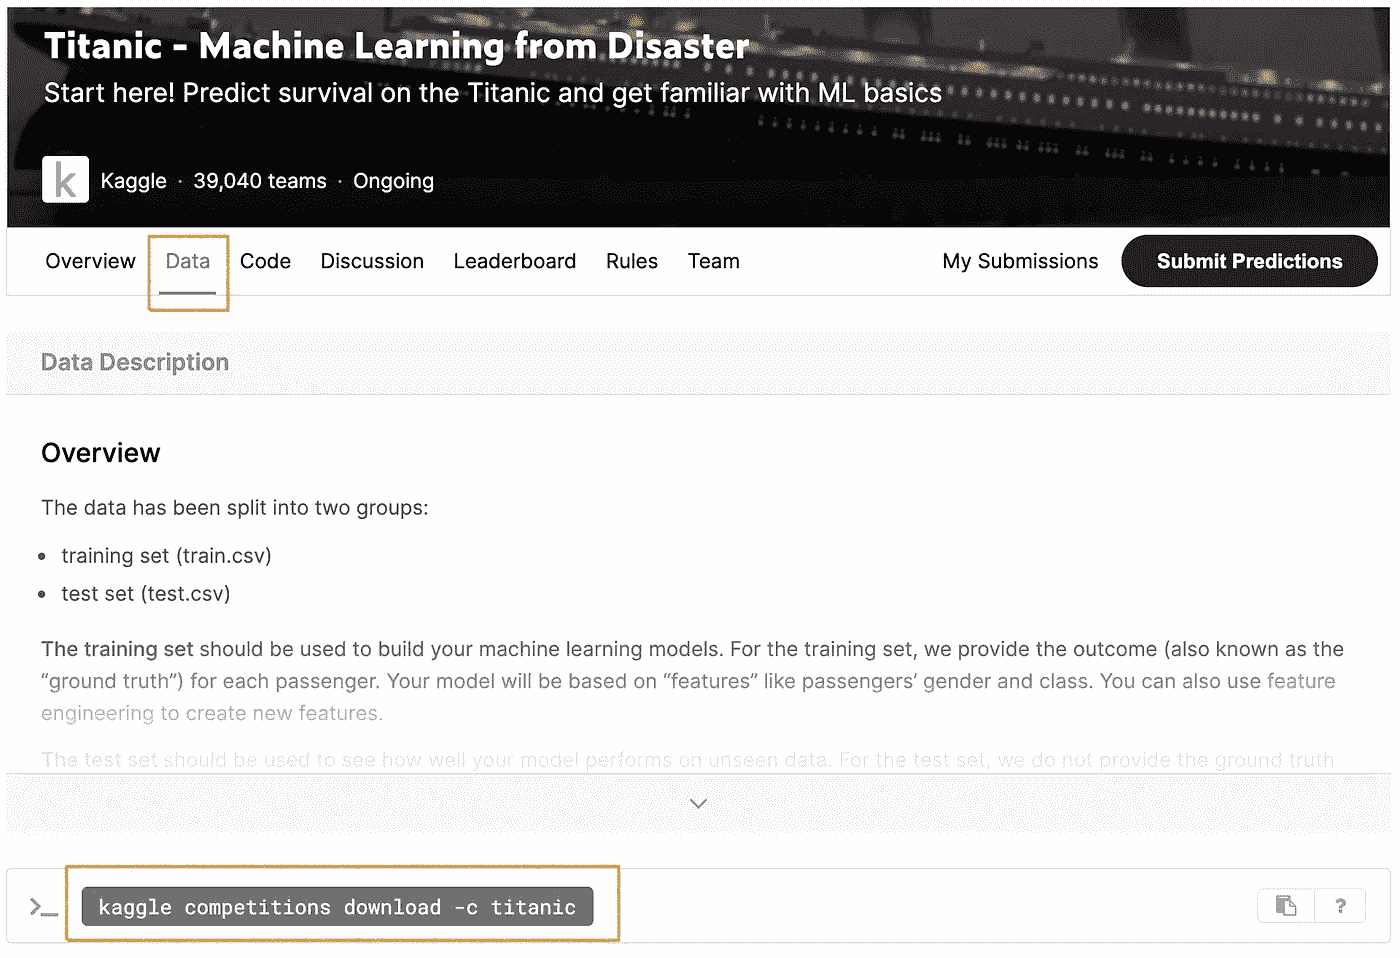 Titanic - Machine Learning from Disaster
Start here! Predict survival on the Titanic and get familiar with ML basics
k
Kaggle · 39,040 teams · Ongoing
Overview Data Code Discussion Leaderboard Rules Team My Submissions Submit Predictions
Data Description
Overview
The data has been split into two groups:
• training set (train.csv)
• test set (test.csv)
The training set should be used to build your machine learning models. For the training set, we provide the outcome (also known as the
“ground truth”) for each passenger. Your model will be based on “features” like passengers’ gender and class. You can also use feature
engineering to create new features.
The test set should be used to see how well your model performs on unseen data. For the test set, we do not provide the ground truth
>_ kaggle competitions download -c titanic ?